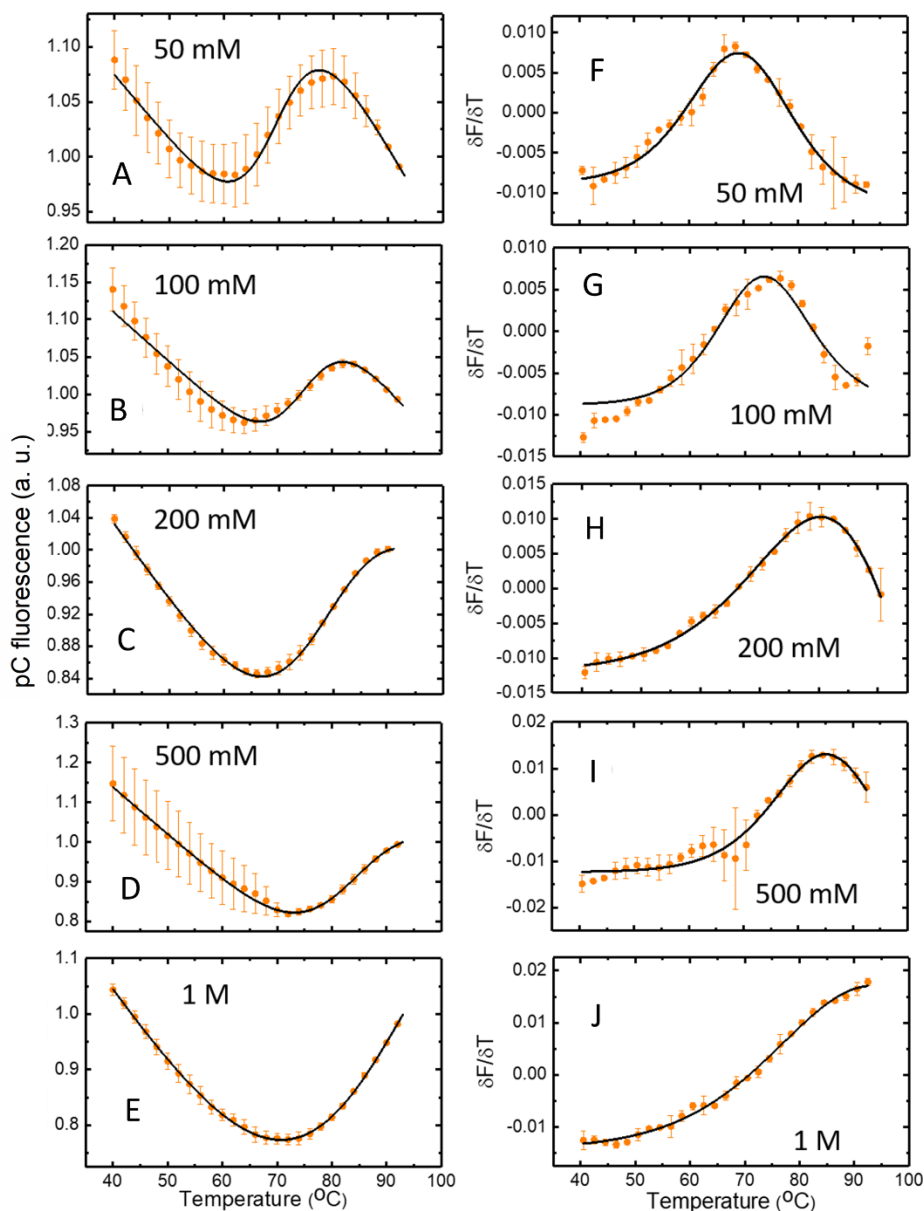 pC fluorescence (a. u.)
1.10
1.05
1.00
0.95
50 mM
A
1.20
1.15
1.10
1.05
1.00
0.95
100 mM
B
1.08
1.04
1.00
0.96
0.92
0.88
0.84
200 mM
C
1.3
1.2
1.1
1.0
0.9
0.8
500 mM
D
1.1
1.0
0.9
0.8
1 M
E
40 50 60 70 80 90 100
Temperature (°C)
δF/δT
0.010
0.005
0.000
-0.005
-0.010
F
50 mM
δF/δT
0.010
0.005
0.000
-0.005
-0.010
-0.015
G
100 mM
δF/δT
0.015
0.010
0.005
0.000
-0.005
-0.010
-0.015
H
200 mM
δF/δT
0.02
0.01
0.00
-0.01
-0.02
I
500 mM
δF/δT
0.02
0.01
0.00
-0.01
J
1 M
40 50 60 70 80 90 100
Temperature (°C)